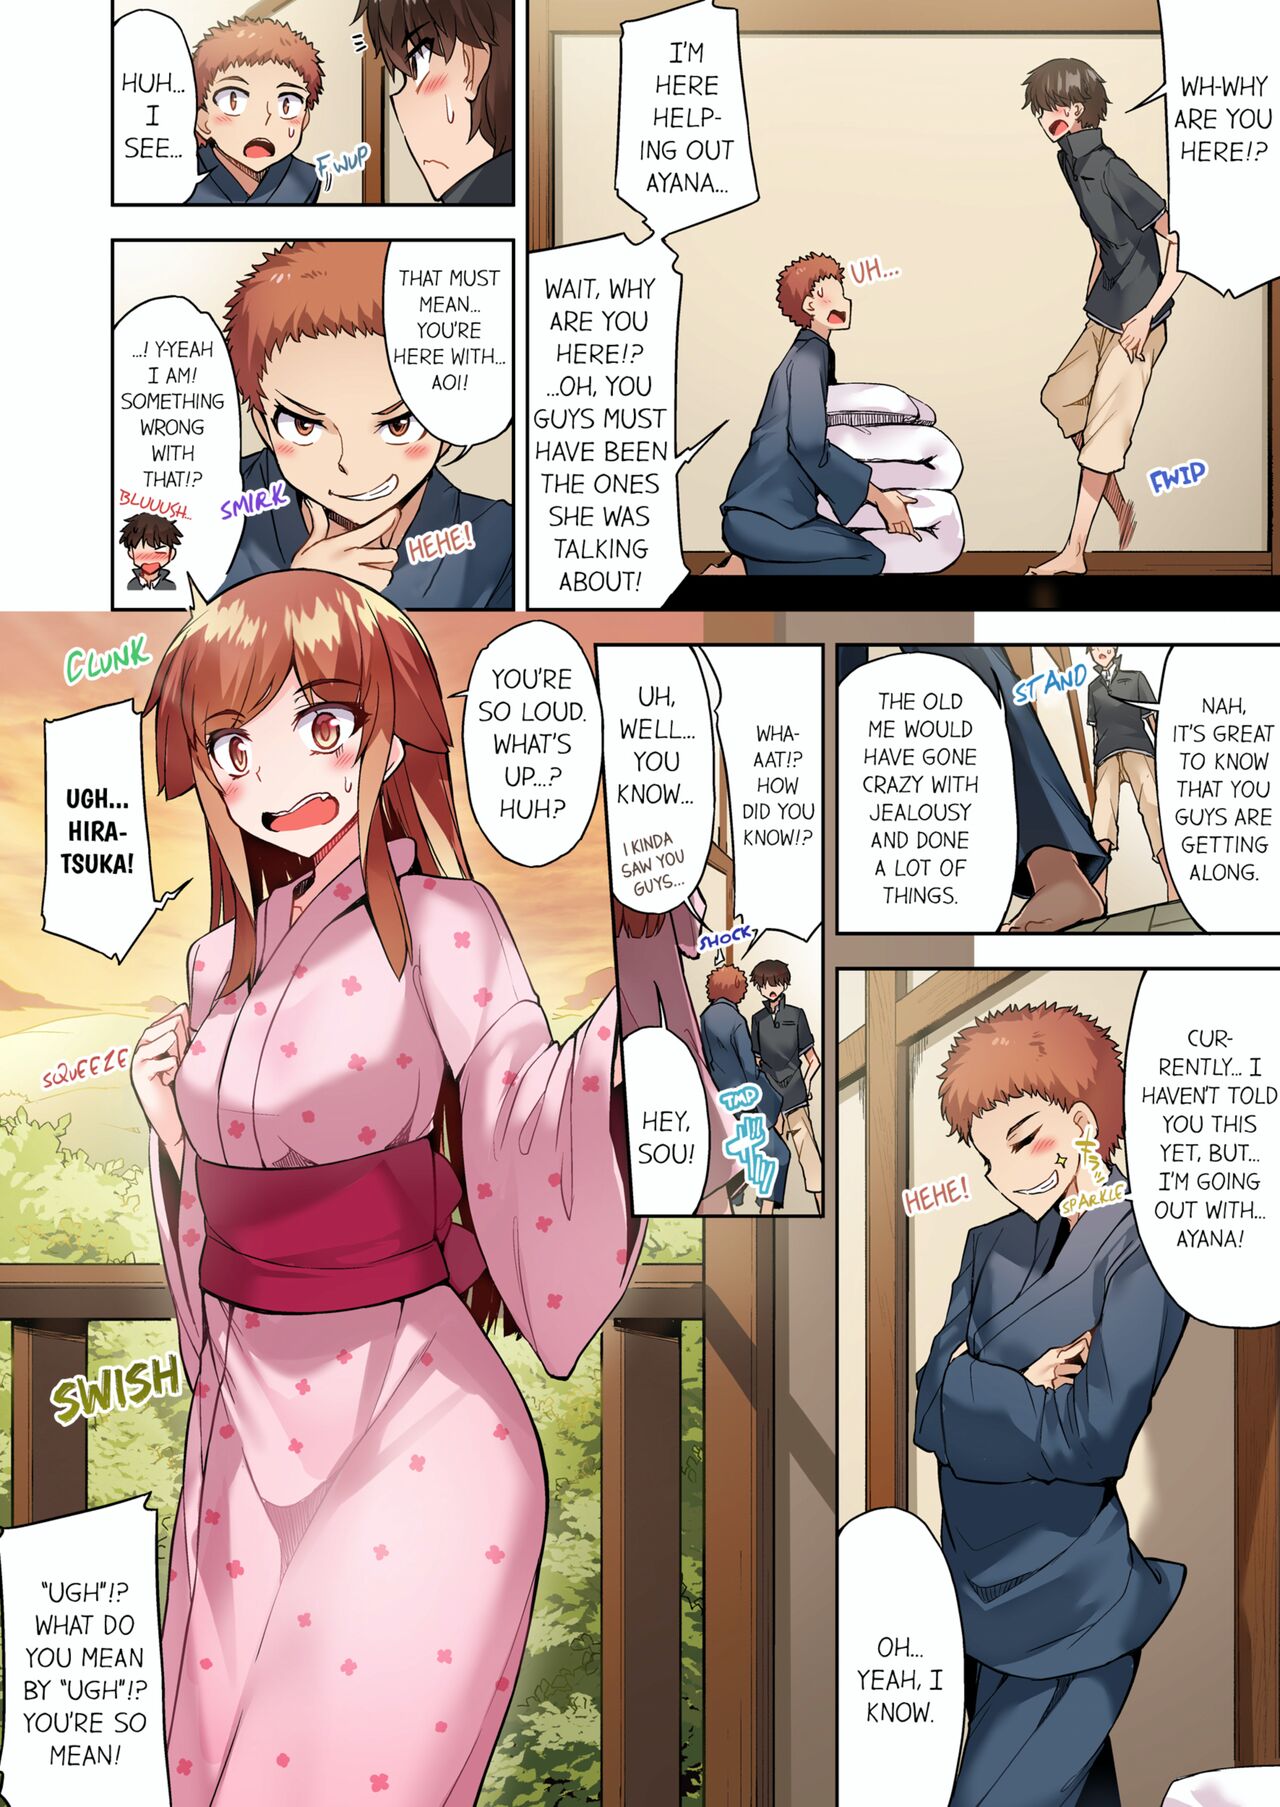 WH-WHY
ARE YOU
HERE!?
FWIP
UH...
I'M
HERE
HELP-
ING OUT
AYANA...
WAIT, WHY
ARE YOU
HERE!?
...OH, YOU
GUYS MUST
HAVE BEEN
THE ONES
SHE WAS
TALKING
ABOUT!
FWUP
HUH...
I
SEE...
THAT MUST
MEAN...
YOU'RE
HERE WITH...
AOI!
SMIRK
HEHE!
...! Y-YEAH
I AM!
SOMETHING
WRONG
WITH
THAT!?
BLUUUSH...
NAH,
IT'S GREAT
TO KNOW
THAT YOU
GUYS ARE
GETTING
ALONG.
STAND
THE OLD
ME WOULD
HAVE GONE
CRAZY WITH
JEALOUSY
AND DONE
A LOT OF
THINGS.
CUR-
RENTLY... I
HAVEN'T TOLD
YOU THIS
YET, BUT...
I'M GOING
OUT WITH...
AYANA!
キラッ
SPARKLE
HEHE!
OH...
YEAH, I
KNOW.
WHA-
AAT!?
HOW
DID YOU
KNOW!?
SHOCK
UH,
WELL...
YOU
KNOW...
I KINDA
SAW YOU
GUYS...
TMP
HEY,
SOU!
YOU'RE
SO LOUD.
WHAT'S
UP...?
HUH?
CLUNK
UGH...
HIRA-
TSUKA!
SQUEEZE
SWISH
"UGH"!?
WHAT DO
YOU MEAN
BY "UGH"!?
YOU'RE SO
MEAN!